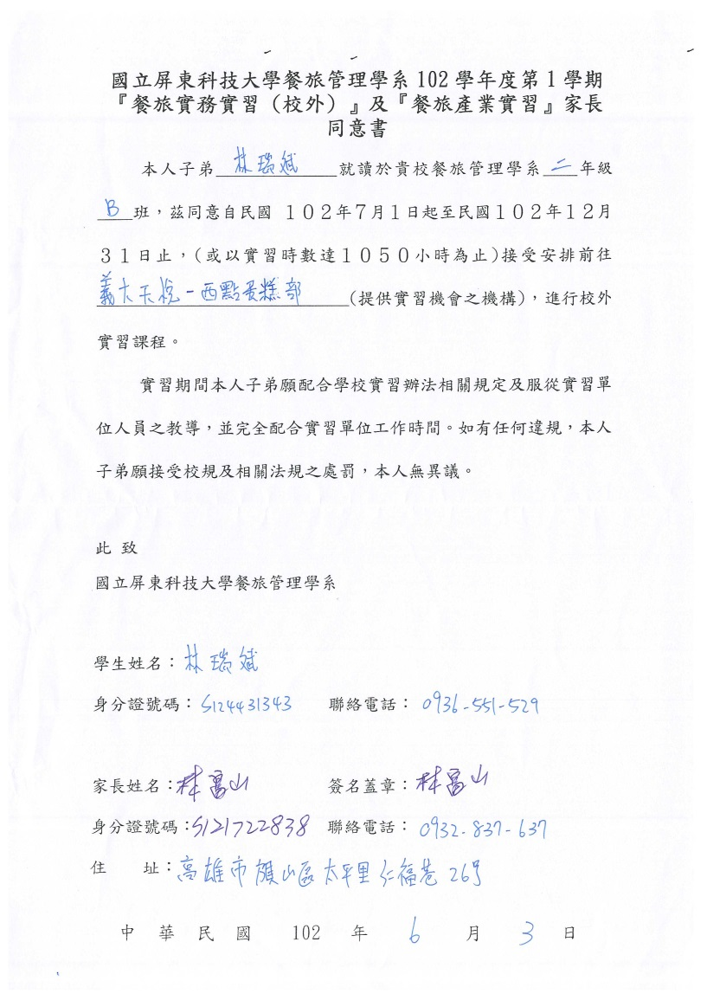 國立屏東科技大學餐旅管理學系102學年度第1學期
『餐旅實務實習(校外)』及『餐旅產業實習』家長
同意書
本人子弟 林瑞斌 就讀於貴校餐旅管理學系 二 年級
B 班,茲同意自民國 102年7月1日起至民國102年12月
31日止,(或以實習時數達1050小時為止)接受安排前往
義大天悅-西點蛋糕部 (提供實習機會之機構),進行校外
實習課程。
實習期間本人子弟願配合學校實習辦法相關規定及服從實習單
位人員之教導,並完全配合實習單位工作時間。如有任何違規,本人
子弟願接受校規及相關法規之處罰,本人無異議。
此 致
國立屏東科技大學餐旅管理學系
學生姓名:林瑞斌
身分證號碼:S124431343 聯絡電話:0936-551-529
家長姓名:林富山 簽名蓋章:林富山
身分證號碼:S121722838 聯絡電話:0932-837-637
住 址:高雄市旗山區太平里仁福巷26號
中 華 民 國 102 年 6 月 3 日